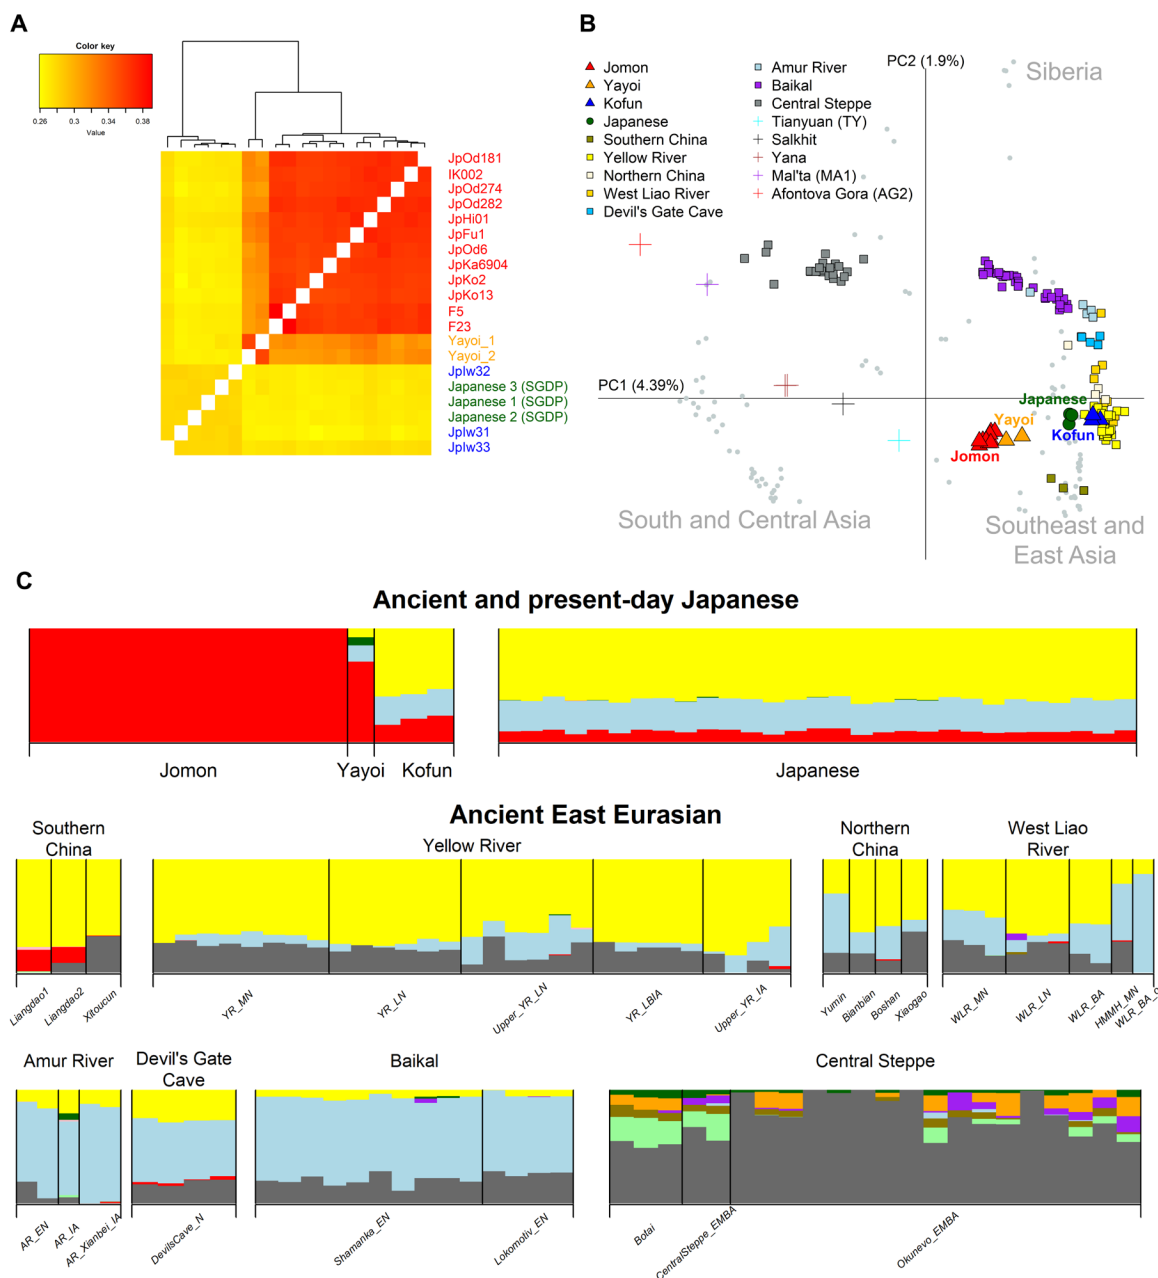 A
Color key
0.26
0.3
0.34
0.38
Value
JpOd181
IK002
JpOd274
JpOd282
JpHi01
JpFu1
JpOd6
JpKa6904
JpKo2
JpKo13
F5
F23
Yayoi_1
Yayoi_2
JpIw32
Japanese 3 (SGDP)
Japanese 1 (SGDP)
Japanese 2 (SGDP)
JpIw31
JpIw33
B
Jomon
Yayoi
Kofun
Japanese
Southern China
Yellow River
Northern China
West Liao River
Devil's Gate Cave
Amur River
Baikal
Central Steppe
Tianyuan (TY)
Salkhit
Yana
Mal'ta (MA1)
Afontova Gora (AG2)
PC2 (1.9%)
Siberia
PC1 (4.39%)
Japanese
Yayoi
Kofun
Jomon
South and Central Asia
Southeast and
East Asia
C
Ancient and present-day Japanese
Jomon
Yayoi
Kofun
Japanese
Ancient East Eurasian
Southern
China
Yellow River
Northern
China
West Liao
River
Liangdao1
Liangdao2
Xitoucun
YR_MN
YR_LN
Upper_YR_LN
YR_LBIA
Upper_YR_IA
Yumin
Bianbian
Boshan
Xiaogao
WLR_MN
WLR_LN
WLR_BA
HMMH_MN
WLR_BA_o
Amur River
Devil's Gate
Cave
Baikal
Central Steppe
AR_EN
AR_IA
AR_Xianbei_IA
DevilsCave_N
Shamanka_EN
Lokomotiv_EN
Botai
CentralSteppe_EMBA
Okunevo_EMBA